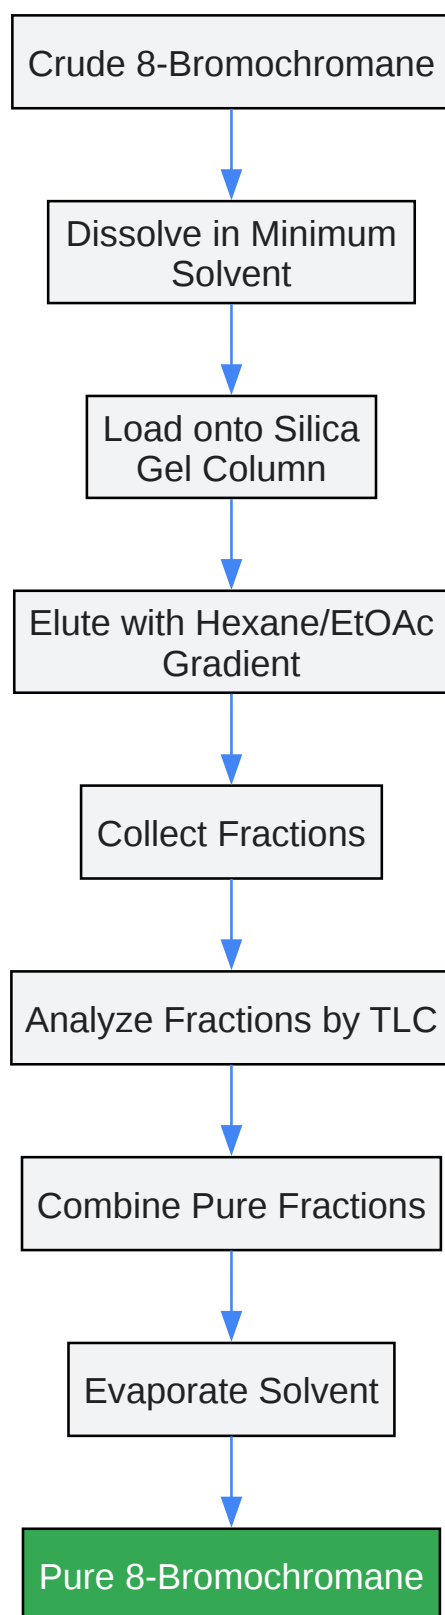 Crude 8-Bromochromane
Dissolve in Minimum
Solvent
Load onto Silica
Gel Column
Elute with Hexane/EtOAc
Gradient
Collect Fractions
Analyze Fractions by TLC
Combine Pure Fractions
Evaporate Solvent
Pure 8-Bromochromane